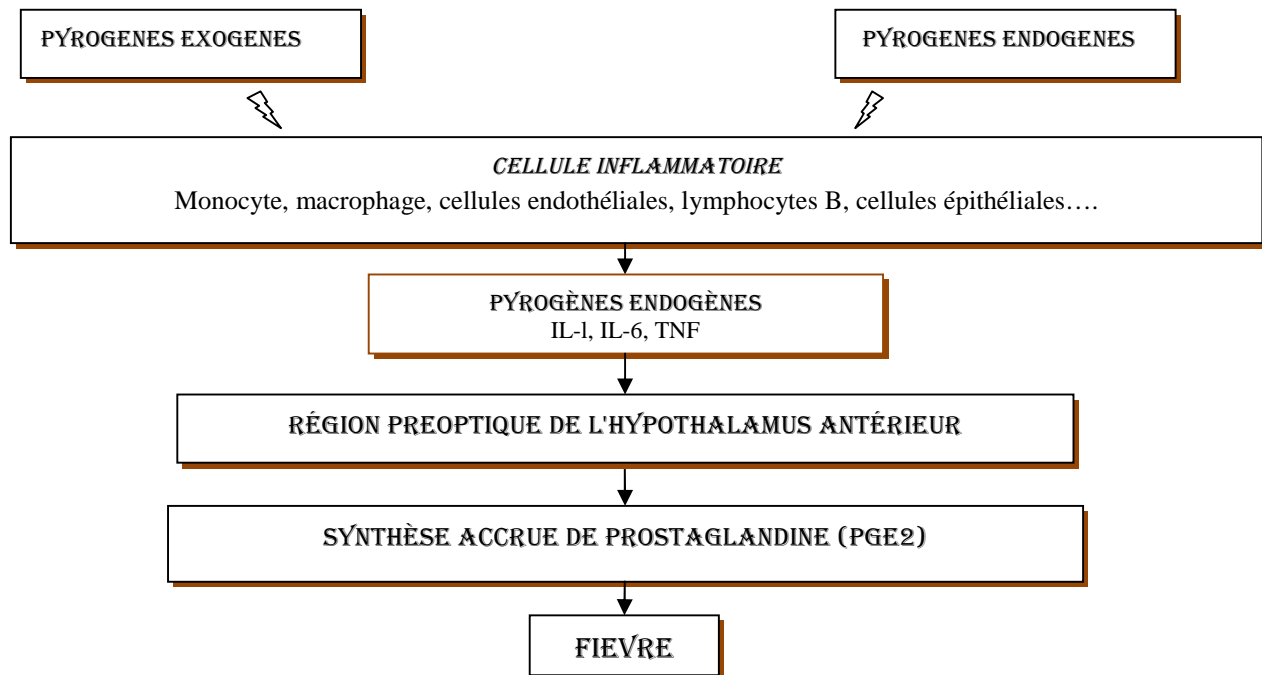 PYROGENES EXOGENES
PYROGENES ENDOGENES
CELLULE INFLAMMATOIRE
Monocyte, macrophage, cellules endothéliales, lymphocytes B, cellules épithéliales….
PYROGÈNES ENDOGÈNES
IL-l, IL-6, TNF
RÉGION PREOPTIQUE DE L'HYPOTHALAMUS ANTÉRIEUR
SYNTHÈSE ACCRUE DE PROSTAGLANDINE (PGE2)
FIEVRE